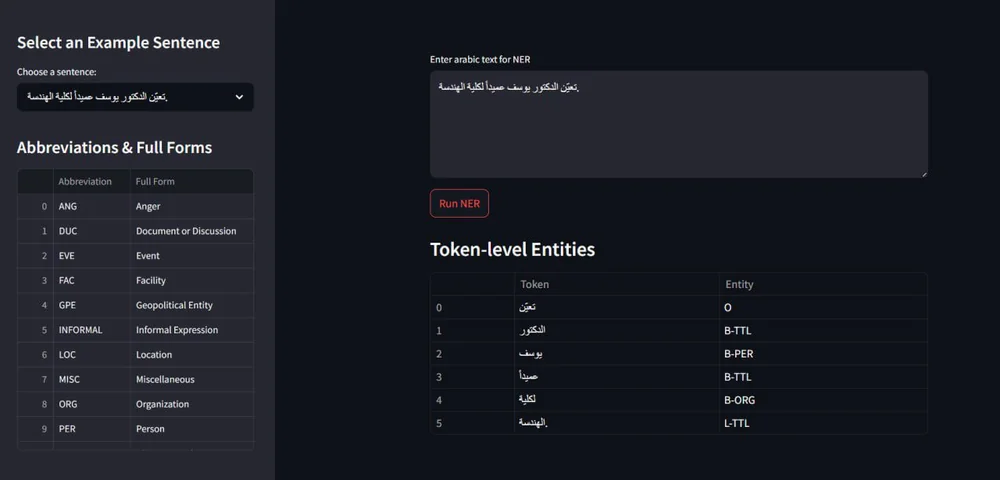 Select an Example Sentence
Choose a sentence:
تعيّن الدكتور يوسف عميداً لكلية الهندسة.
Abbreviations & Full Forms
Abbreviation Full Form
0 ANG Anger
1 DUC Document or Discussion
2 EVE Event
3 FAC Facility
4 GPE Geopolitical Entity
5 INFORMAL Informal Expression
6 LOC Location
7 MISC Miscellaneous
8 ORG Organization
9 PER Person
Enter arabic text for NER
تعيّن الدكتور يوسف عميداً لكلية الهندسة.
Run NER
Token-level Entities
Token Entity
0 تعيّن O
1 الدكتور B-TTL
2 يوسف B-PER
3 عميداً B-TTL
4 لكلية B-ORG
5 الهندسة. L-TTL